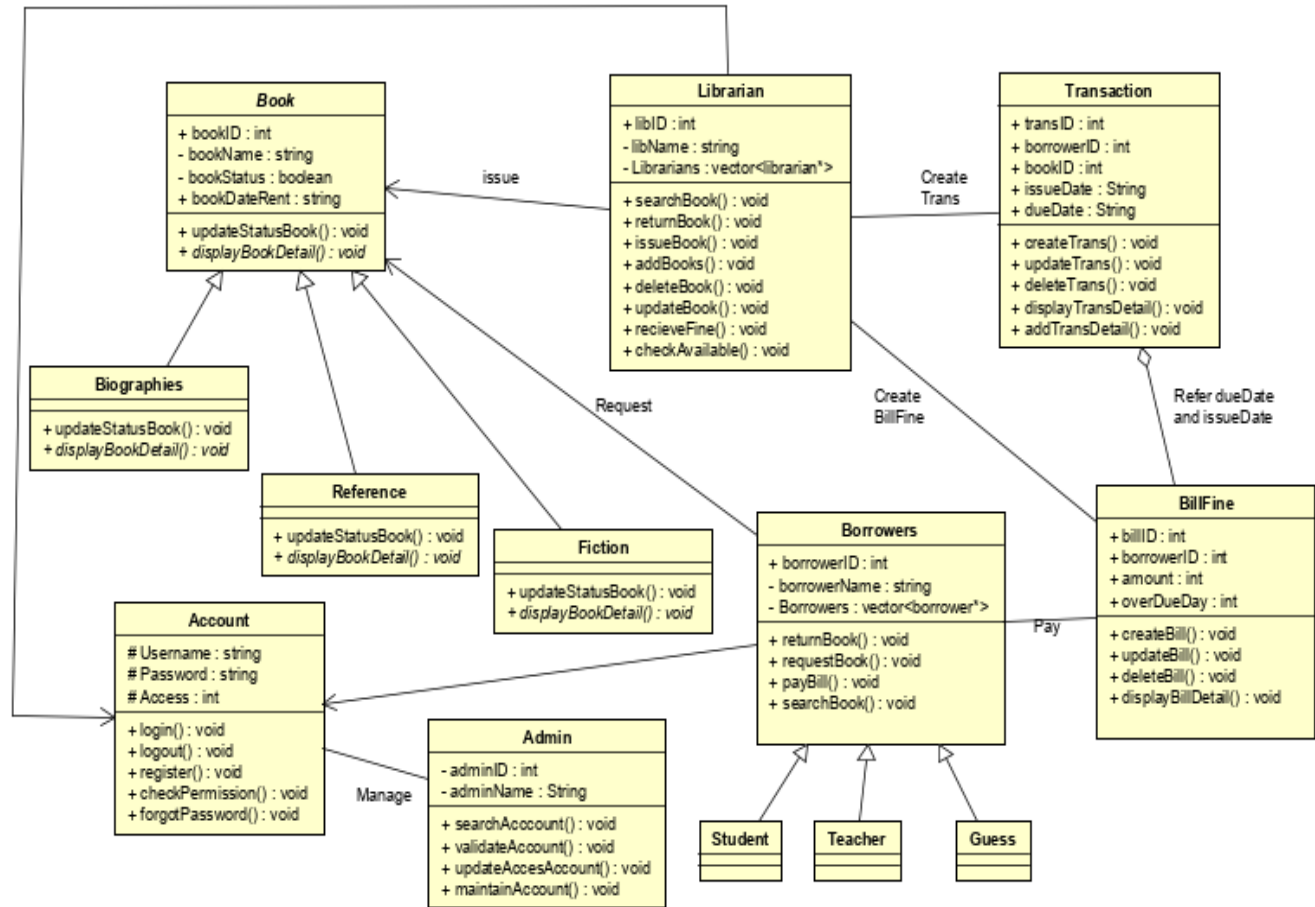 Book
+ bookID : int
- bookName : string
- bookStatus : boolean
+ bookDateRent : string
+ updateStatusBook() : void
+ displayBookDetail() : void
issue
Librarian
+ libID : int
- libName : string
- Librarians : vector<librarian*>
+ searchBook() : void
+ returnBook() : void
+ issueBook() : void
+ addBooks() : void
+ deleteBook() : void
+ updateBook() : void
+ recieveFine() : void
+ checkAvailable() : void
Create
Trans
Transaction
+ transID : int
+ borrowerID : int
+ bookID : int
+ issueDate : String
+ dueDate : String
+ createTrans() : void
+ updateTrans() : void
+ deleteTrans() : void
+ displayTransDetail() : void
+ addTransDetail() : void
Biographies
+ updateStatusBook() : void
+ displayBookDetail() : void
Request
Create
BillFine
Refer dueDate
and issueDate
Reference
+ updateStatusBook() : void
+ displayBookDetail() : void
Fiction
+ updateStatusBook() : void
+ displayBookDetail() : void
Borrowers
+ borrowerID : int
- borrowerName : string
- Borrowers : vector<borrower*>
+ returnBook() : void
+ requestBook() : void
+ payBill() : void
+ searchBook() : void
Pay
BillFine
+ billID : int
+ borrowerID : int
+ amount : int
+ overDueDay : int
+ createBill() : void
+ updateBill() : void
+ deleteBill() : void
+ displayBillDetail() : void
Account
# Username : string
# Password : string
# Access : int
+ login() : void
+ logout() : void
+ register() : void
+ checkPermission() : void
+ forgotPassword() : void
Manage
Admin
- adminID : int
- adminName : String
+ searchAccount() : void
+ validateAccount() : void
+ updateAccesAccount() : void
+ maintainAccount() : void
Student
Teacher
Guess